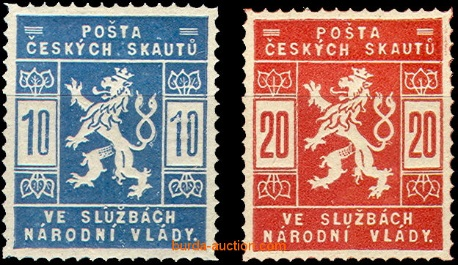 POŠTA
ČESKÝCH SKAUTŮ
10 10
VE SLUŽBÁCH
NÁRODNÍ VLÁDY.
POŠTA
ČESKÝCH SKAUTŮ
20 20
VE SLUŽBÁCH
NÁRODNÍ VLÁDY.
burda-auction.com